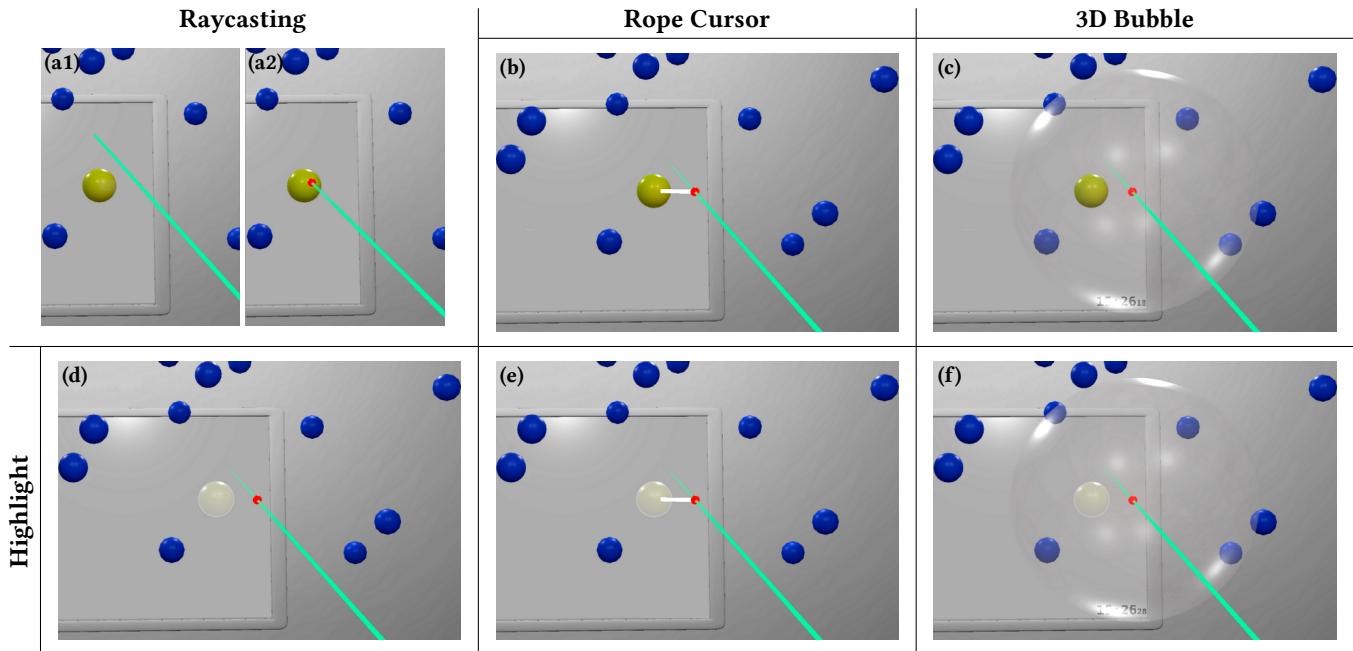 Raycasting
Rope Cursor
3D Bubble
(a1)
(a2)
(b)
(c)
Highlight
(d)
(e)
(f)